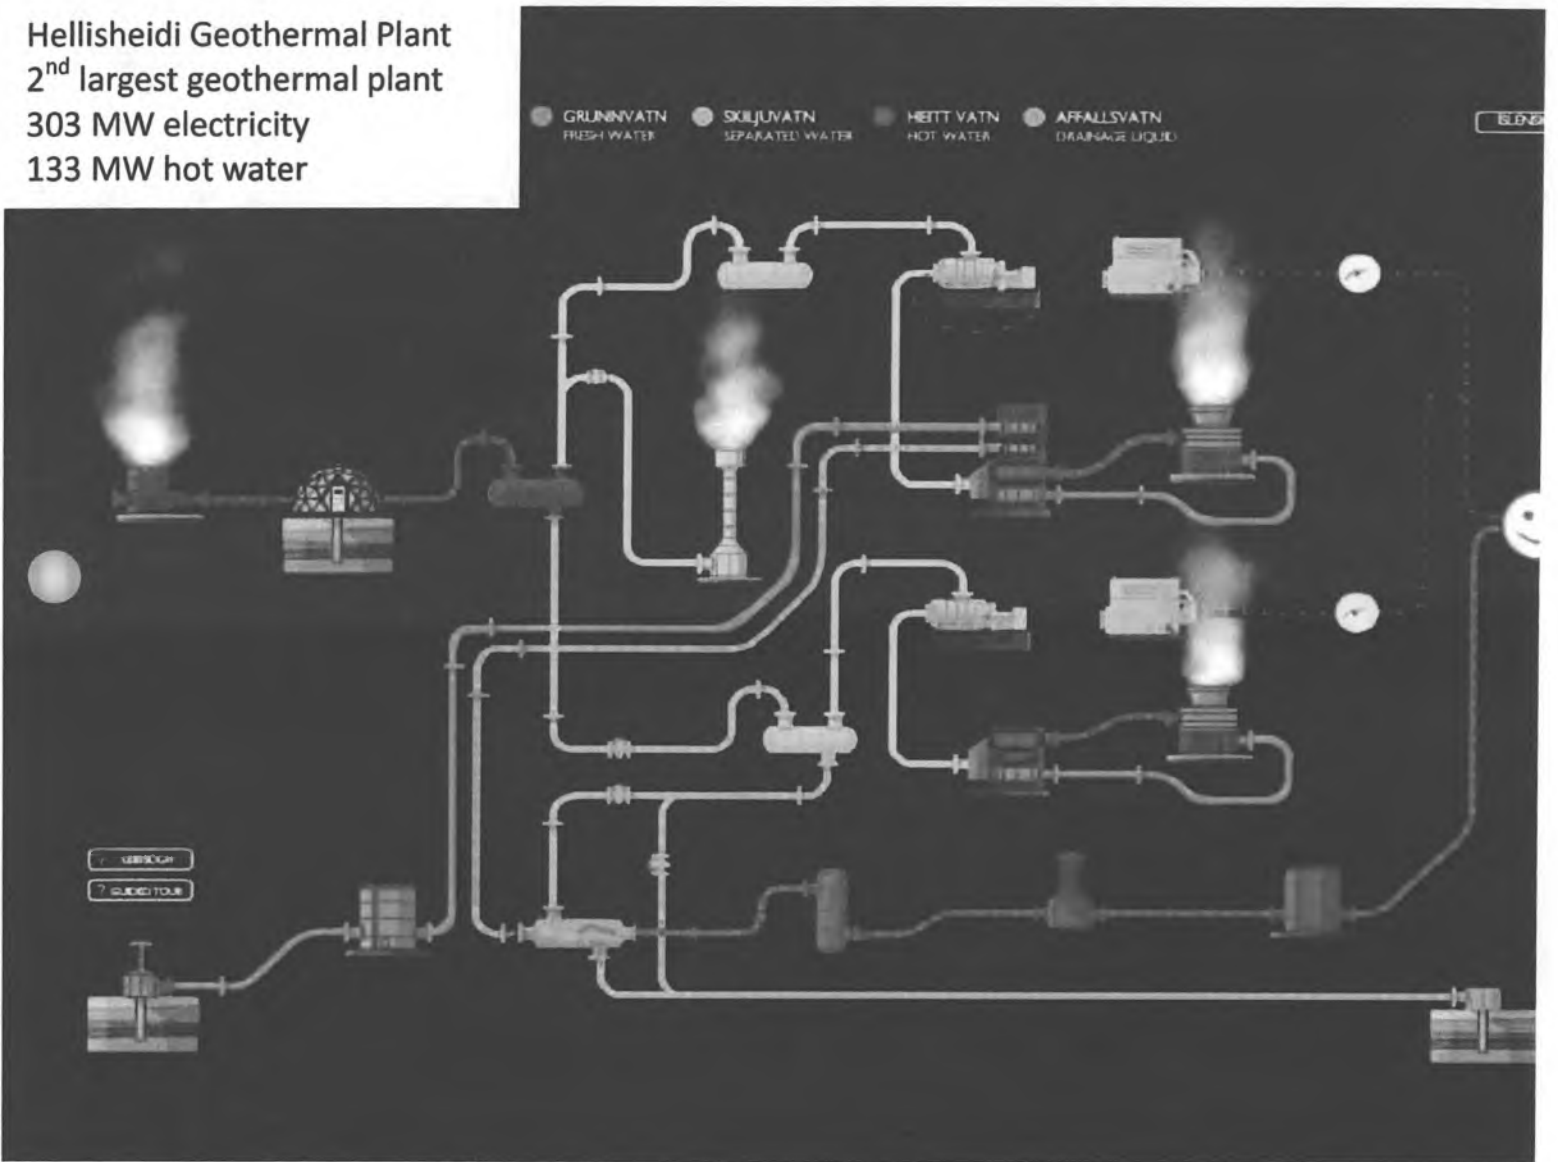 Hellisheidi Geothermal Plant
2nd largest geothermal plant
303 MW electricity
133 MW hot water
GRUNNVATN
FRESH WATER
SKILJUVATN
SEPARATED WATER
HEITT VATN
HOT WATER
AFFALLSVATN
DRAINAGE LIQUID
? GUIDED TOUR